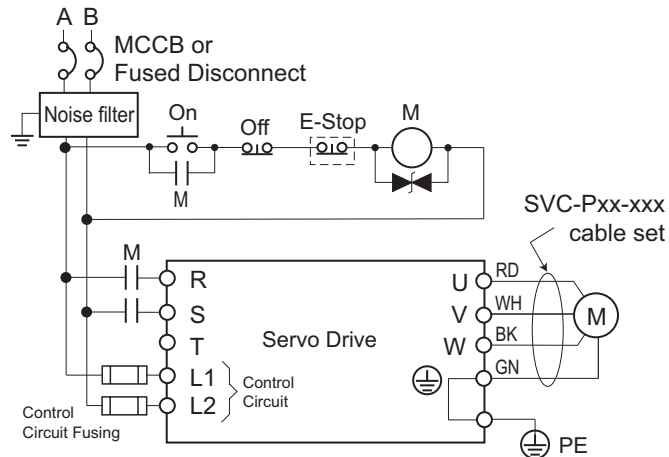 A B
MCCB or
Fused Disconnect
Noise filter
On
Off
E-Stop
M
M
SVC-Pxx-xxx
cable set
M
R
S
T
L1
L2
Servo Drive
Control
Circuit
Control
Circuit Fusing
U
V
W
RD
WH
BK
GN
M
PE